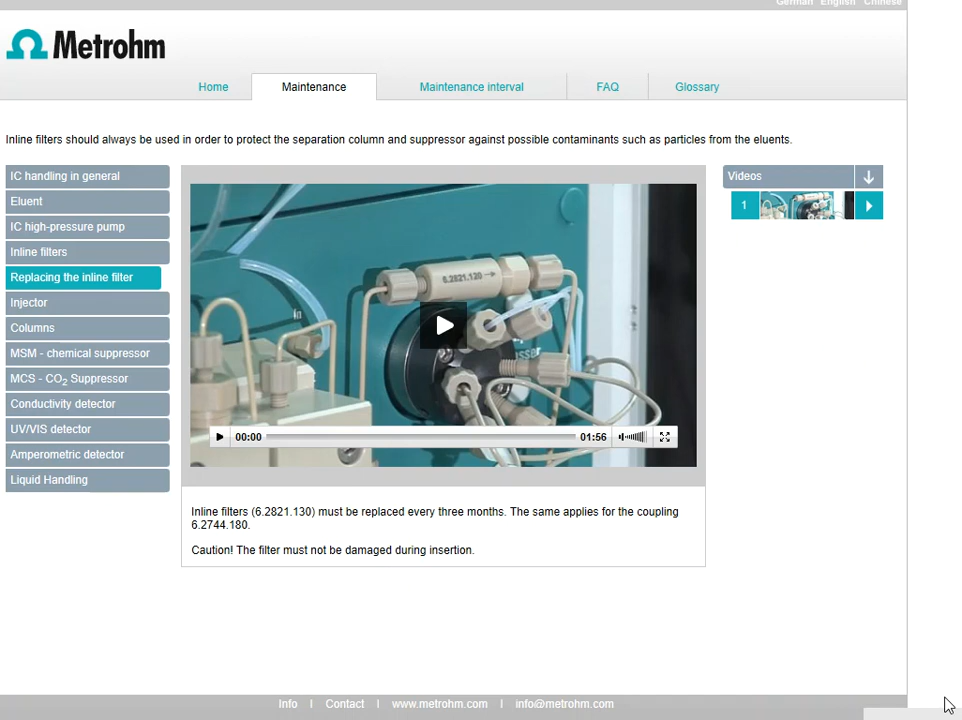 German English Chinese
Metrohm
Home Maintenance Maintenance interval FAQ Glossary
Inline filters should always be used in order to protect the separation column and suppressor against possible contaminants such as particles from the eluents.
IC handling in general
Eluent
IC high-pressure pump
Inline filters
Replacing the inline filter
Injector
Columns
MSM - chemical suppressor
MCS - CO2 Suppressor
Conductivity detector
UV/VIS detector
Amperometric detector
Liquid Handling
6.2821.120 →
00:00 01:56
Inline filters (6.2821.130) must be replaced every three months. The same applies for the coupling
6.2744.180.
Caution! The filter must not be damaged during insertion.
Videos
1
Info I Contact I www.metrohm.com I info@metrohm.com